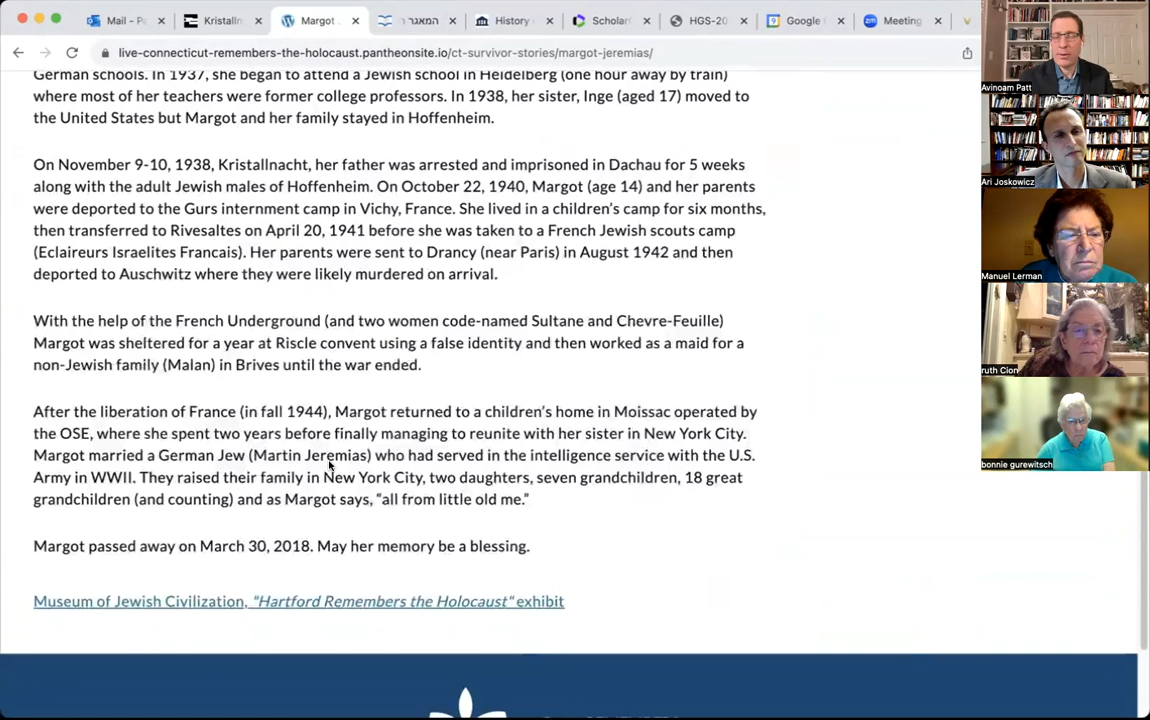 Mail - P
Kristalln
Margot
המאגר ו
History
Scholar
HGS-20
Google
Meeting
live-connecticut-remembers-the-holocaust.pantheonsite.io/ct-survivor-stories/margot-jeremias/
German schools. In 1937, she began to attend a Jewish school in Heidelberg (one hour away by train)
where most of her teachers were former college professors. In 1938, her sister, Inge (aged 17) moved to
the United States but Margot and her family stayed in Hoffenheim.
On November 9-10, 1938, Kristallnacht, her father was arrested and imprisoned in Dachau for 5 weeks
along with the adult Jewish males of Hoffenheim. On October 22, 1940, Margot (age 14) and her parents
were deported to the Gurs internment camp in Vichy, France. She lived in a children's camp for six months,
then transferred to Rivesaltes on April 20, 1941 before she was taken to a French Jewish scouts camp
(Eclaireurs Israelites Francais). Her parents were sent to Drancy (near Paris) in August 1942 and then
deported to Auschwitz where they were likely murdered on arrival.
With the help of the French Underground (and two women code-named Sultane and Chevre-Feuille)
Margot was sheltered for a year at Riscle convent using a false identity and then worked as a maid for a
non-Jewish family (Malan) in Brives until the war ended.
After the liberation of France (in fall 1944), Margot returned to a children's home in Moissac operated by
the OSE, where she spent two years before finally managing to reunite with her sister in New York City.
Margot married a German Jew (Martin Jeremias) who had served in the intelligence service with the U.S.
Army in WWII. They raised their family in New York City, two daughters, seven grandchildren, 18 great
grandchildren (and counting) and as Margot says, "all from little old me."
Margot passed away on March 30, 2018. May her memory be a blessing.
Museum of Jewish Civilization, "Hartford Remembers the Holocaust" exhibit
Avinoam Patt
Ari Joskowicz
Manuel Lerman
ruth Cion
bonnie gurewitsch